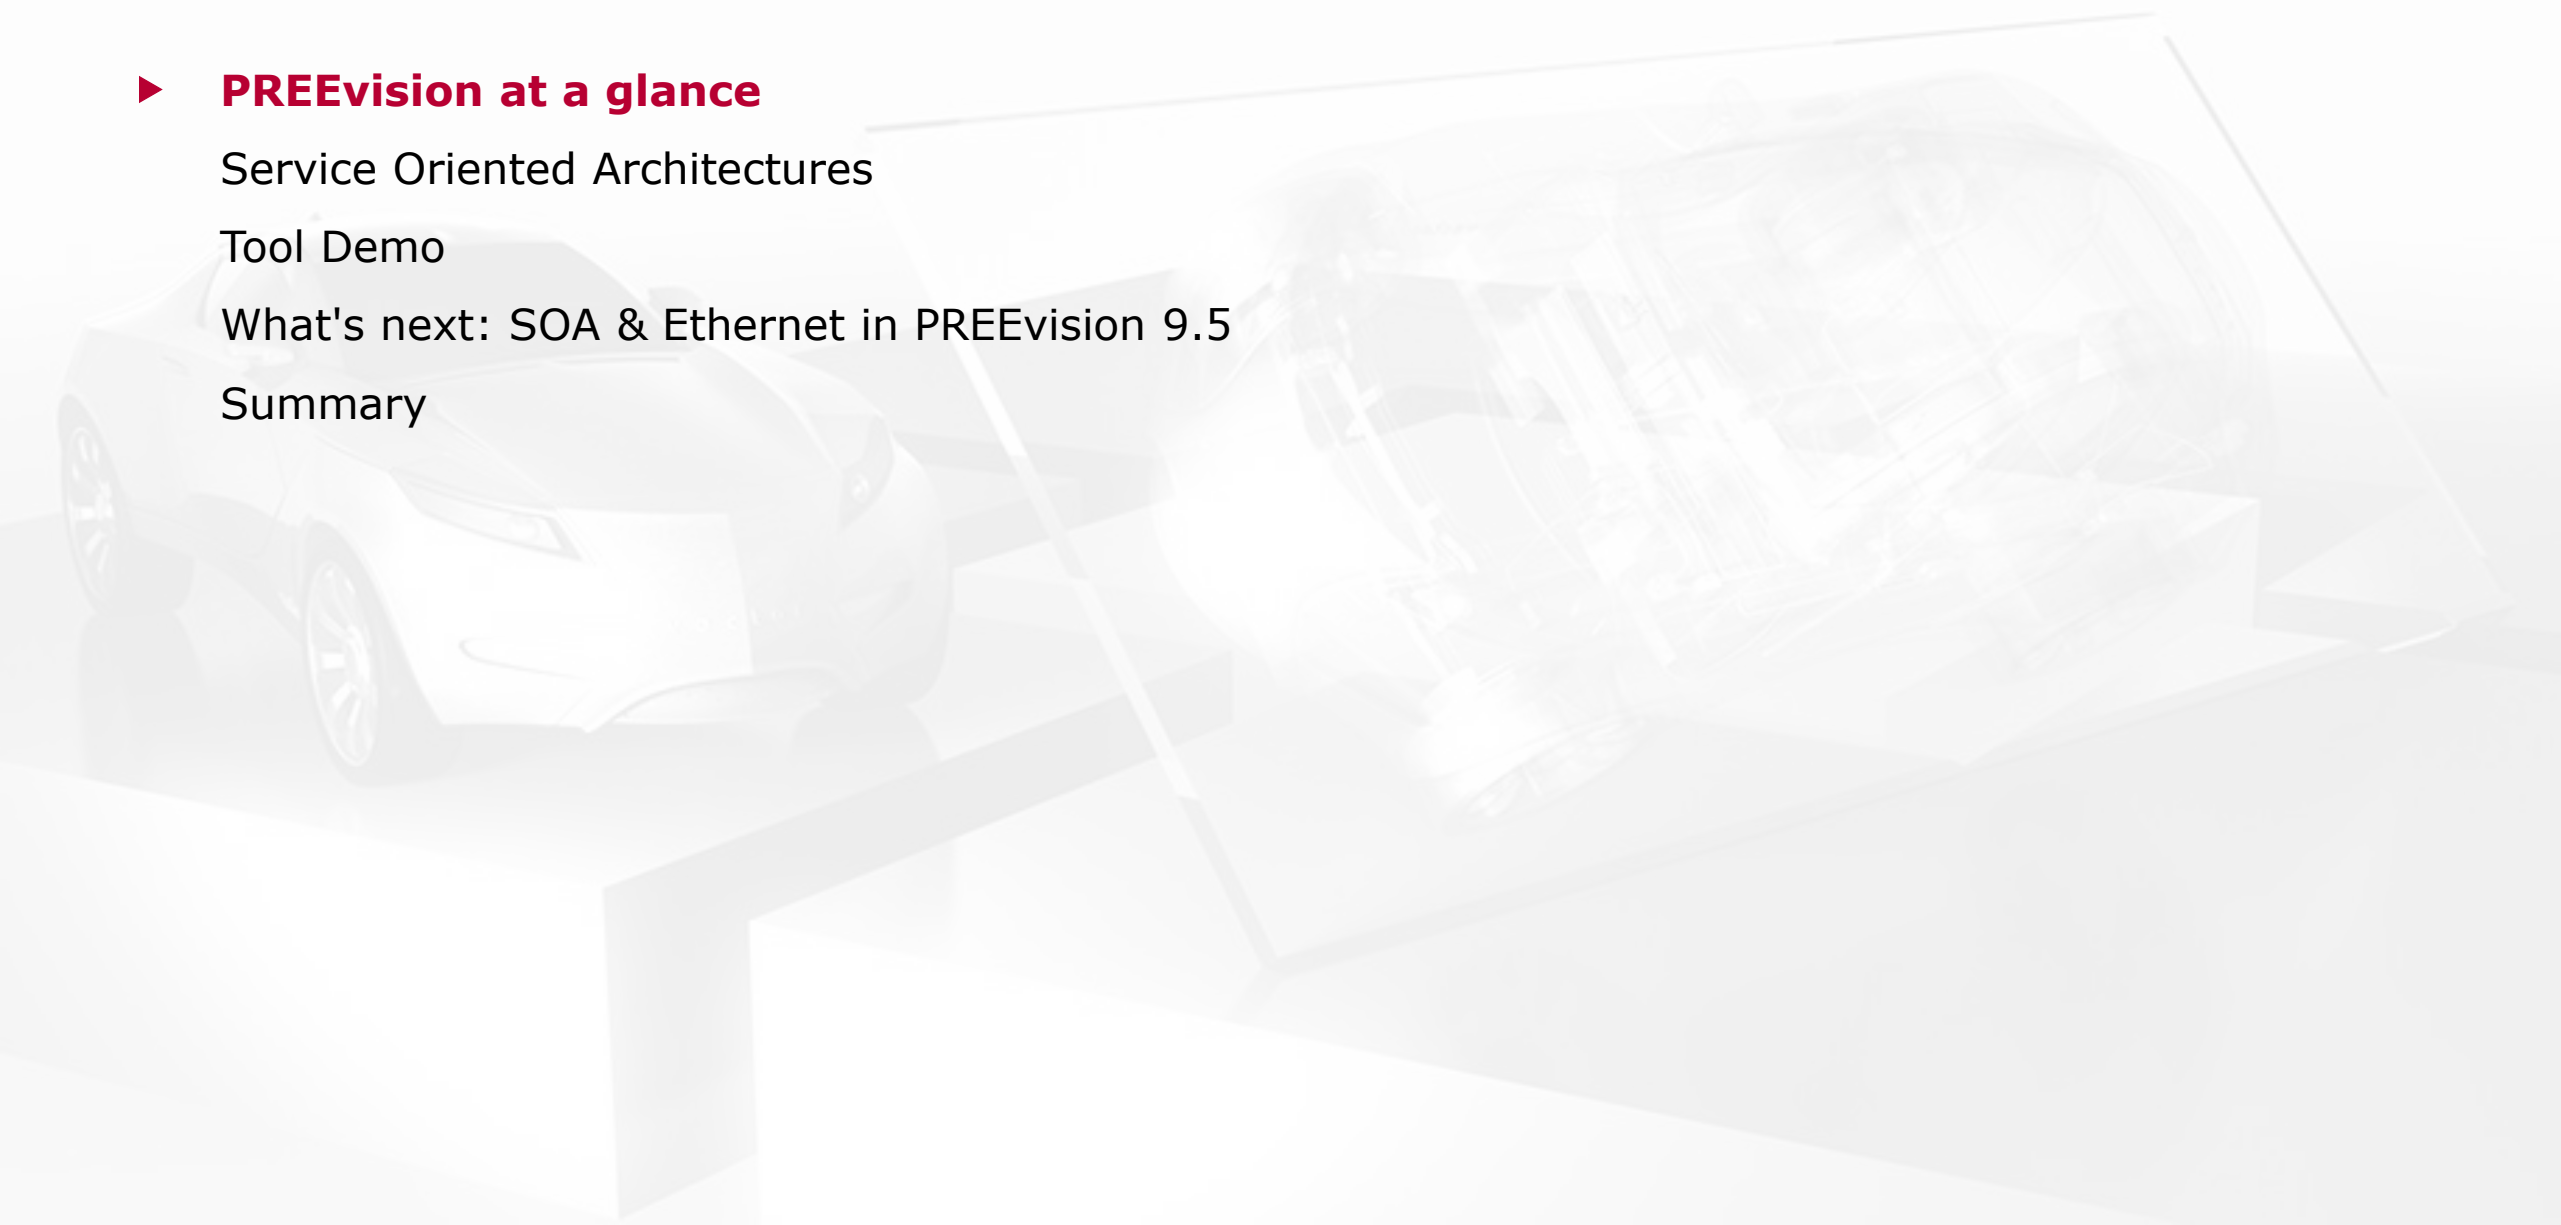 PREEvision at a glance
Service Oriented Architectures
Tool Demo
What's next: SOA & Ethernet in PREEvision 9.5
Summary